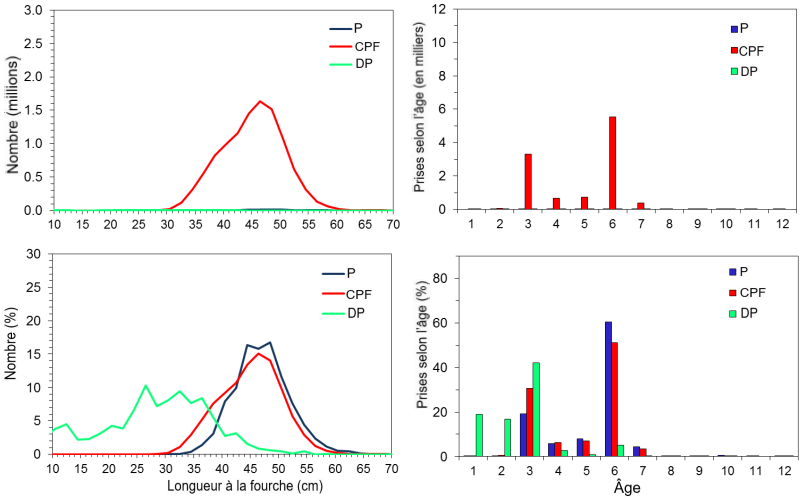 Nombre (millions)
3.0
2.5
2.0
1.5
1.0
0.5
0.0
P
CPF
DP
10 15 20 25 30 35 40 45 50 55 60 65 70
Prises selon l'âge (en milliers)
12
10
8
6
4
2
0
P
CPF
DP
1 2 3 4 5 6 7 8 9 10 11 12
Nombre (%)
30
25
20
15
10
5
0
P
CPF
DP
10 15 20 25 30 35 40 45 50 55 60 65 70
Longueur à la fourche (cm)
Prises selon l'âge (%)
80
60
40
20
0
P
CPF
DP
1 2 3 4 5 6 7 8 9 10 11 12
Âge